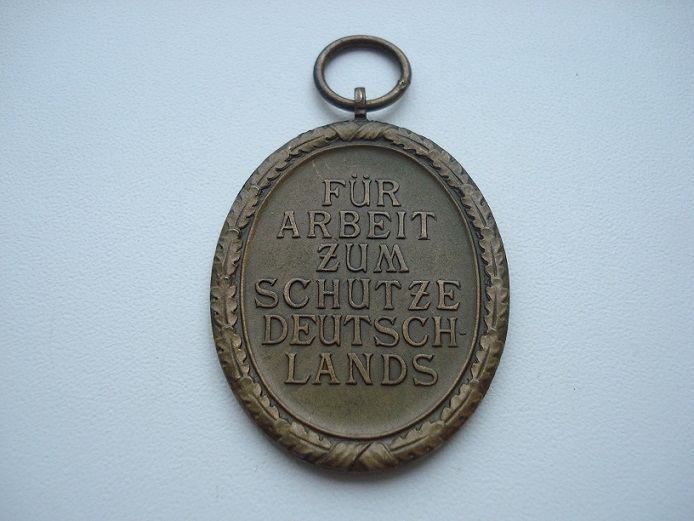 FÜR
ARBEIT
ZUM
SCHUTZE
DEUTSCH-
LANDS